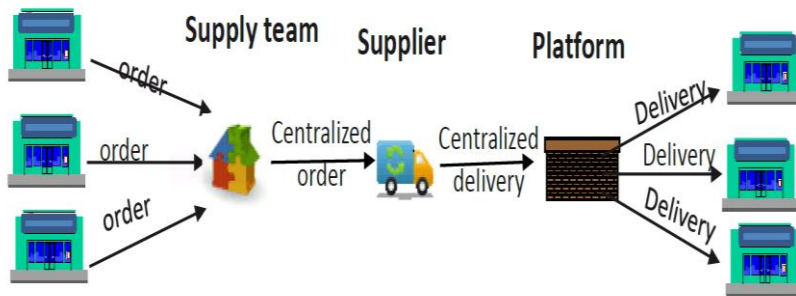 Supply team
Supplier
Platform
order
order
order
Centralized
order
Centralized
delivery
Delivery
Delivery
Delivery